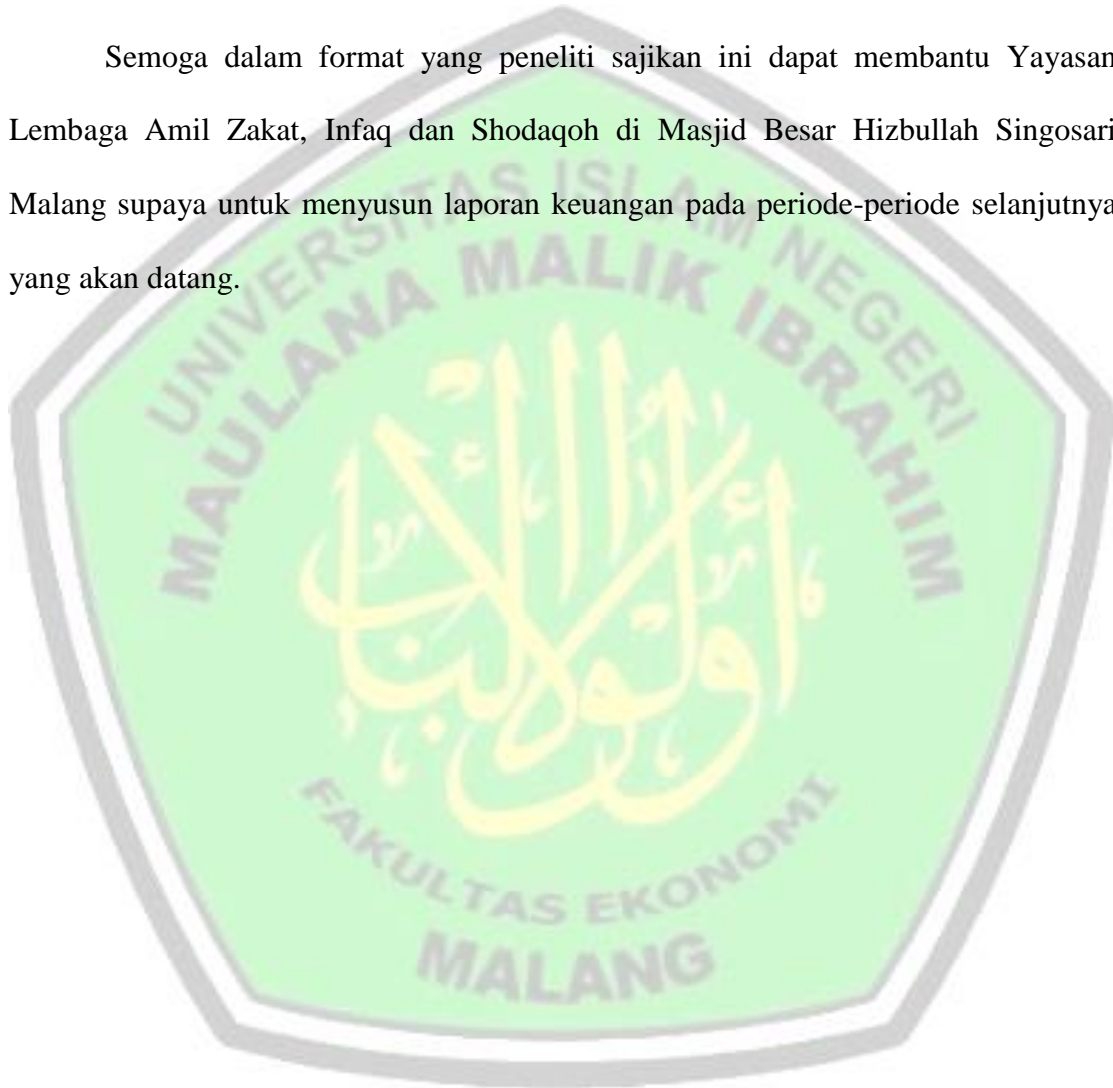 Semoga dalam format yang peneliti sajikan ini dapat membantu Yayasan
Lembaga Amil Zakat, Infaq dan Shodaqoh di Masjid Besar Hizbullah Singosari
Malang supaya untuk menyusun laporan keuangan pada periode-periode selanjutnya
yang akan datang.
UNIVERSITAS ISLAM NEGERI
MAULANA MALIK IBRAHIM
أولو الألباب
FAKULTAS EKONOMI
MALANG